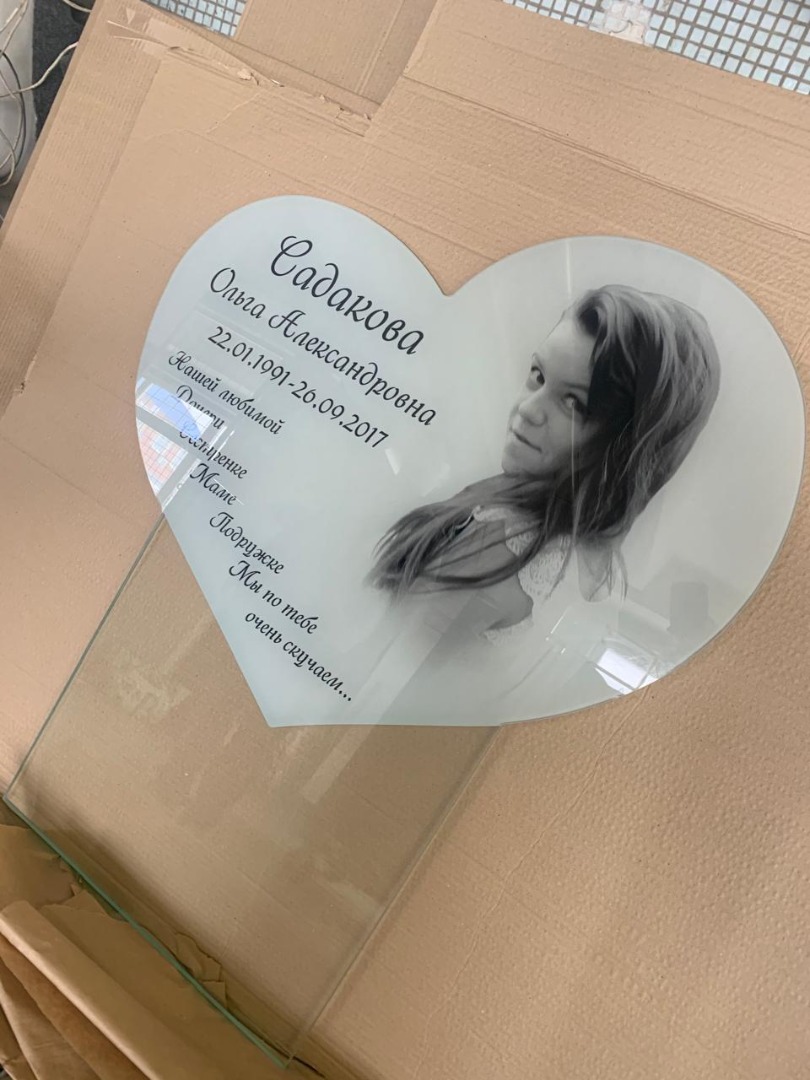 Садакова
Ольга Александровна
22.01.1991-26.09.2017
Нашей любимой
Дочери
Сестренке
Маме
Подружке
Мы по тебе
очень скучаем...